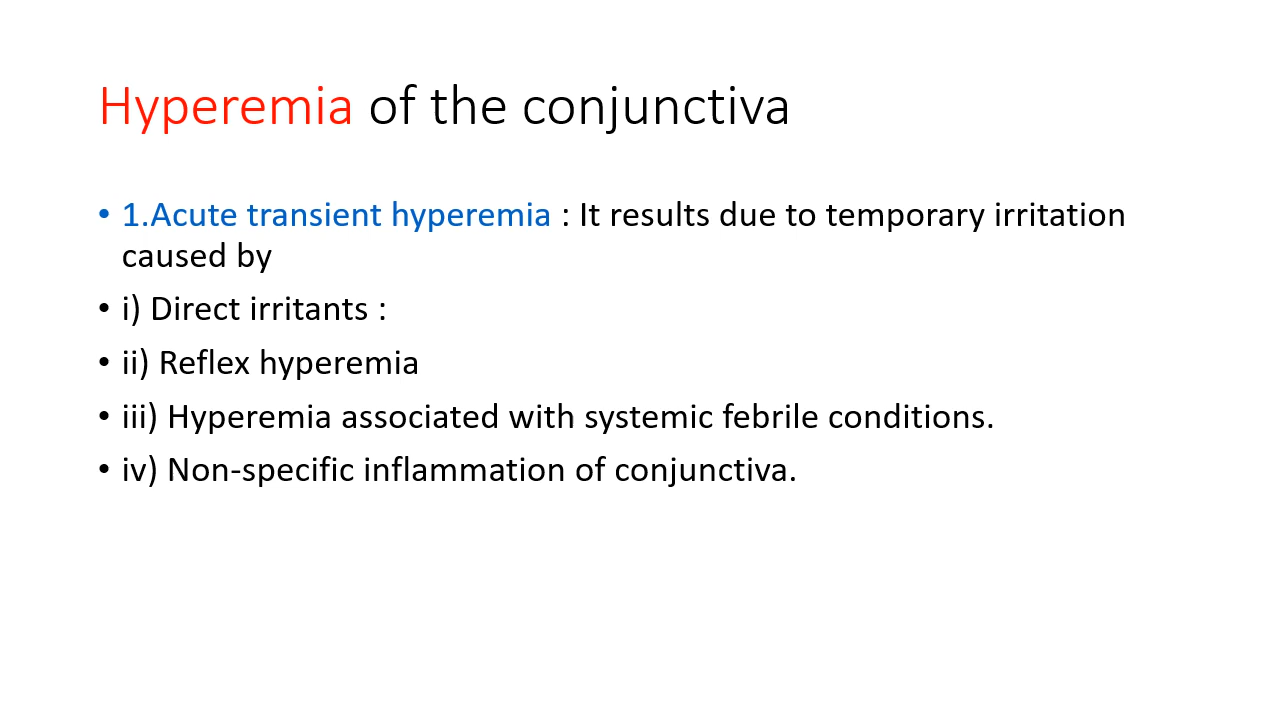 Hyperemia of the conjunctiva
• 1.Acute transient hyperemia : It results due to temporary irritation
caused by
• i) Direct irritants :
• ii) Reflex hyperemia
• iii) Hyperemia associated with systemic febrile conditions.
• iv) Non-specific inflammation of conjunctiva.